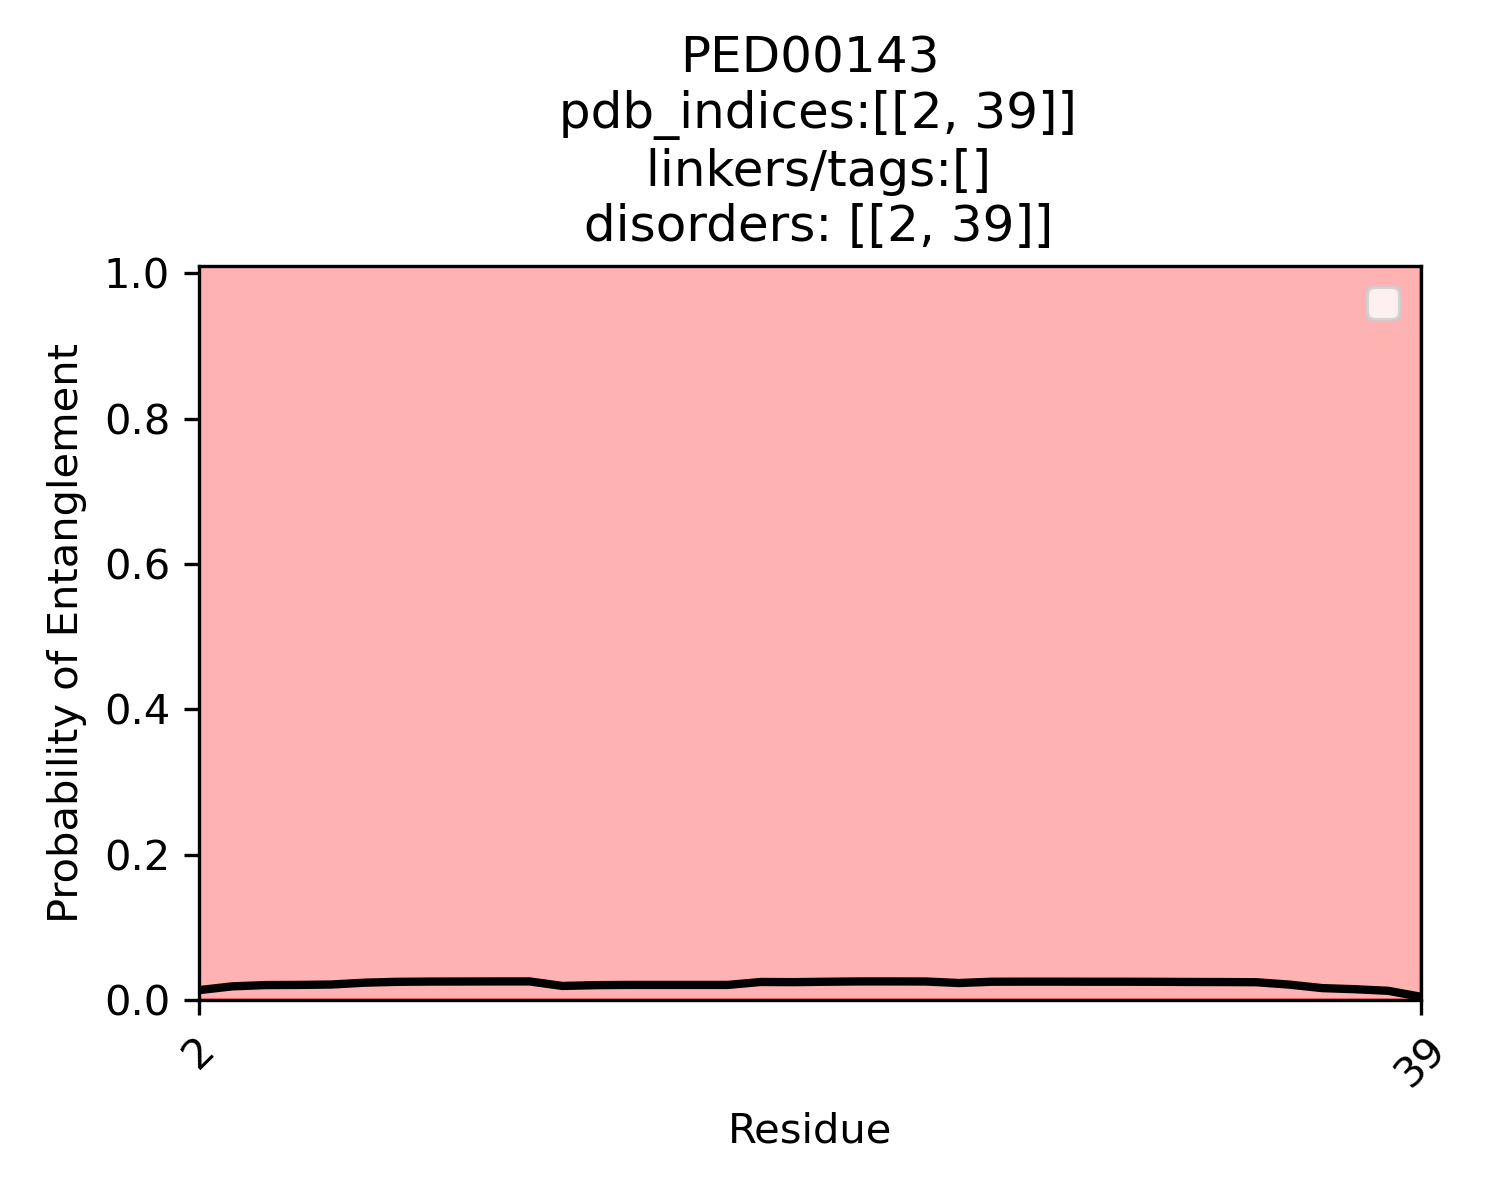 PED00143
pdb_indices:[[2, 39]]
linkers/tags:[]
disorders: [[2, 39]]
1.0
0.8
0.6
0.4
0.2
0.0
Probability of Entanglement
2
39
Residue